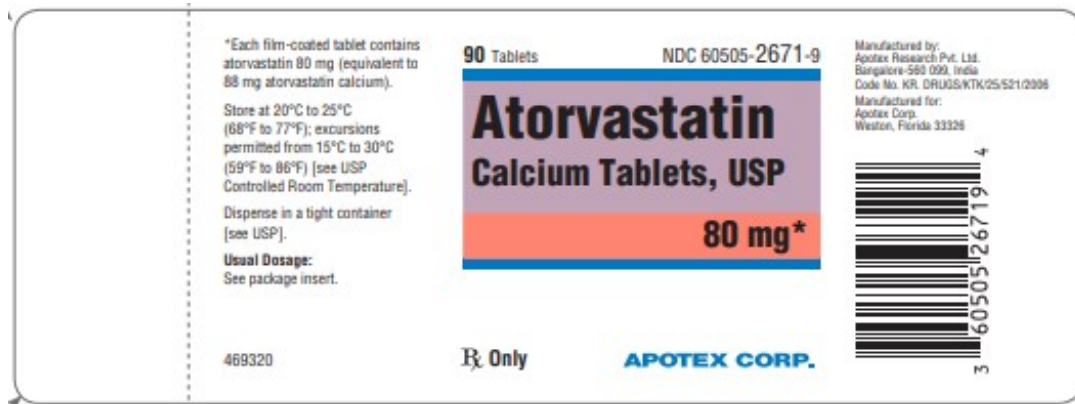 *Each film-coated tablet contains
atorvastatin 80 mg (equivalent to
88 mg atorvastatin calcium).
Store at 20°C to 25°C
(68°F to 77°F); excursions
permitted from 15°C to 30°C
(59°F to 86°F) [see USP
Controlled Room Temperature].
Dispense in a tight container
[see USP].
Usual Dosage:
See package insert.
469320
90 Tablets NDC 60505-2671-9
Atorvastatin
Calcium Tablets, USP
80 mg*
Rx Only
APOTEX CORP.
Manufactured by:
Apotex Research Pvt. Ltd.
Bangalore-560 099, India
Code No. KR. DRUGS/KTK/25/521/2006
Manufactured for:
Apotex Corp.
Weston, Florida 33326
3 60505 26719 4